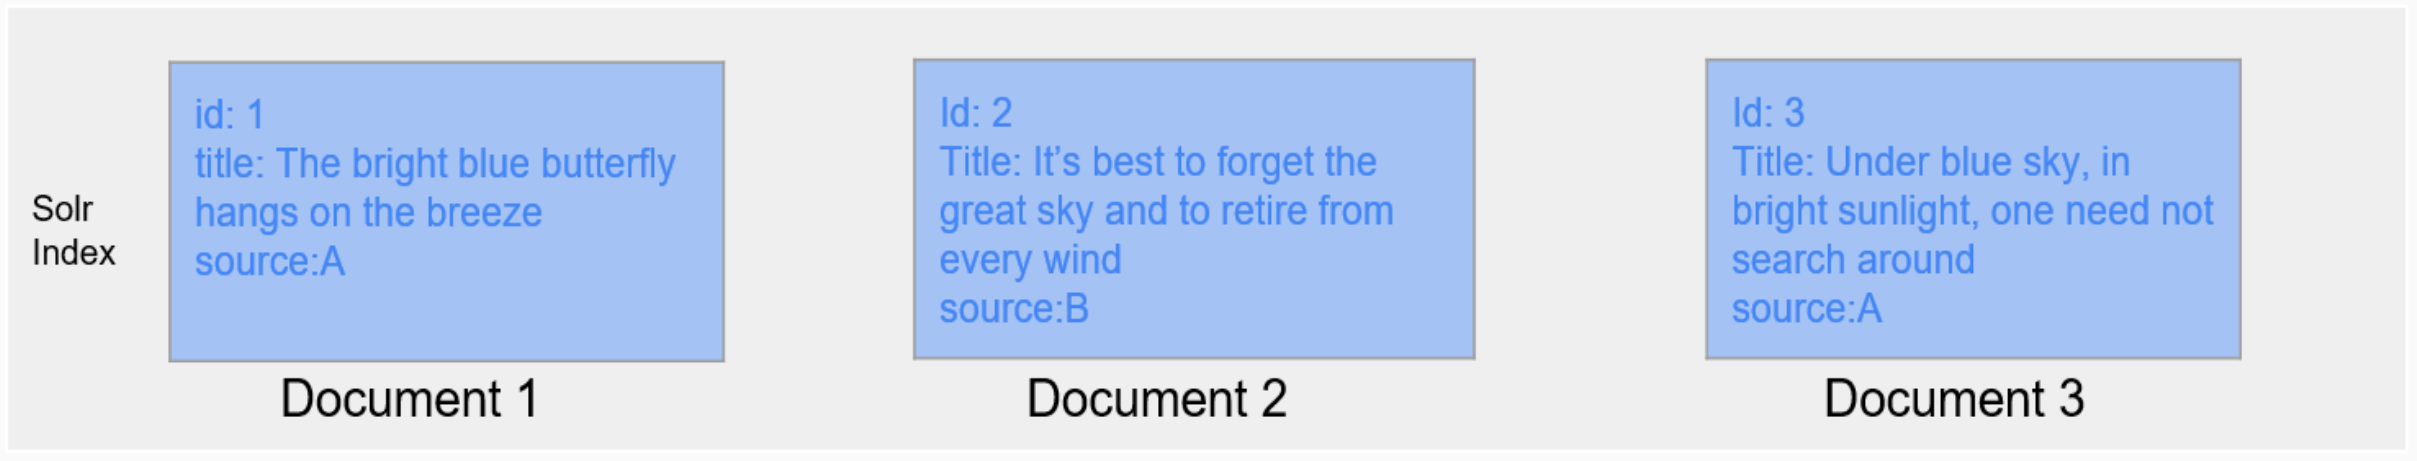 Solr
Index
id: 1
title: The bright blue butterfly
hangs on the breeze
source:A
Document 1
Id: 2
Title: It’s best to forget the
great sky and to retire from
every wind
source:B
Document 2
Id: 3
Title: Under blue sky, in
bright sunlight, one need not
search around
source:A
Document 3